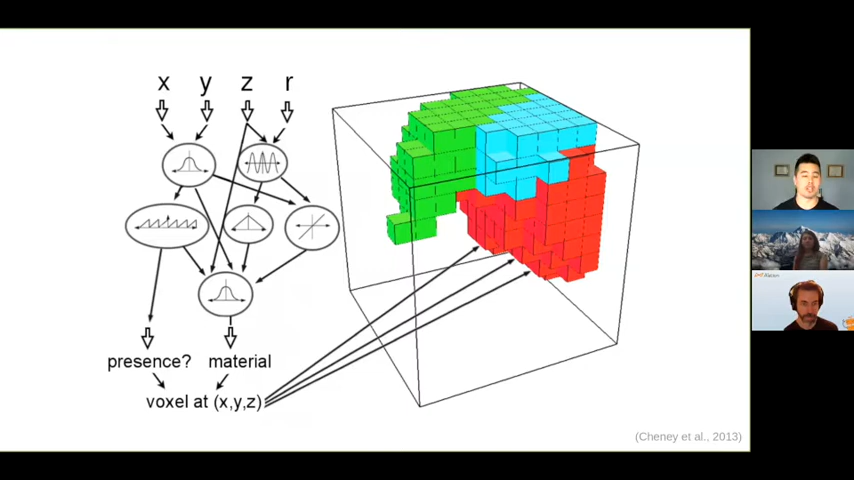 x y z r
presence? material
voxel at (x,y,z)
(Cheney et al., 2013)